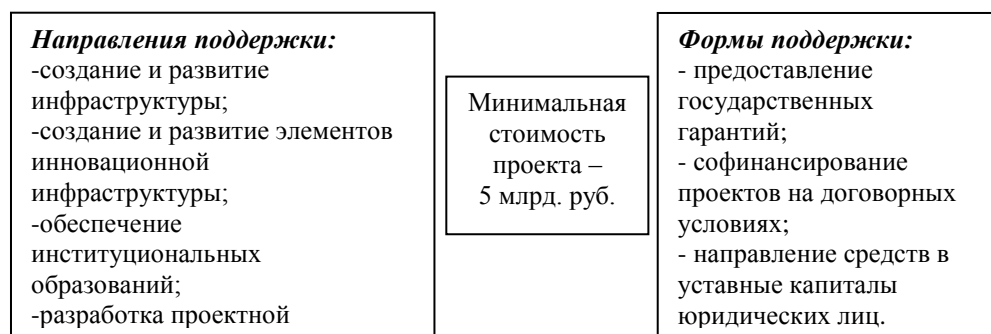 Направления поддержки:
-создание и развитие
инфраструктуры;
-создание и развитие элементов
инновационной
инфраструктуры;
-обеспечение
институциональных
образований;
-разработка проектной
Минимальная
стоимость
проекта –
5 млрд. руб.
Формы поддержки:
- предоставление
государственных
гарантий;
- софинансирование
проектов на договорных
условиях;
- направление средств в
уставные капиталы
юридических лиц.